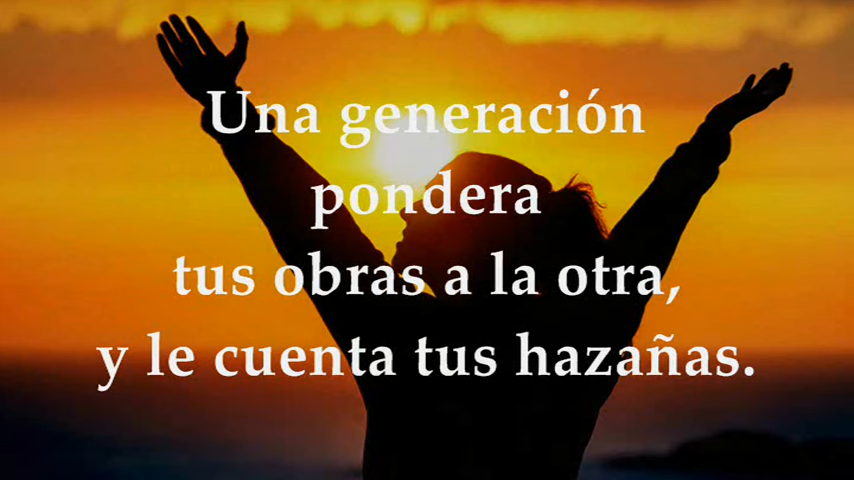 Una generación
pondera
tus obras a la otra,
y le cuenta tus hazañas.